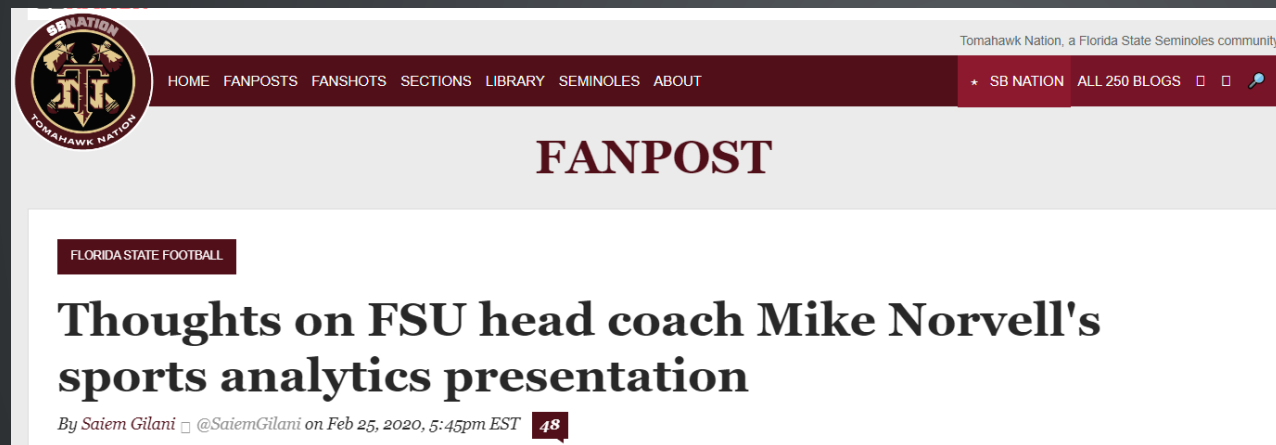 SBNATION
TOMAHAWK NATION
Tomahawk Nation, a Florida State Seminoles community
HOME FANPOSTS FANSHOTS SECTIONS LIBRARY SEMINOLES ABOUT
★ SB NATION ALL 250 BLOGS
FANPOST
FLORIDA STATE FOOTBALL
Thoughts on FSU head coach Mike Norvell's
sports analytics presentation
By Saiem Gilani @SaiemGilani on Feb 25, 2020, 5:45pm EST 48